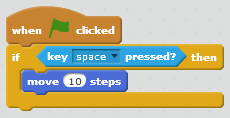 when clicked
if key space pressed? then
move 10 steps